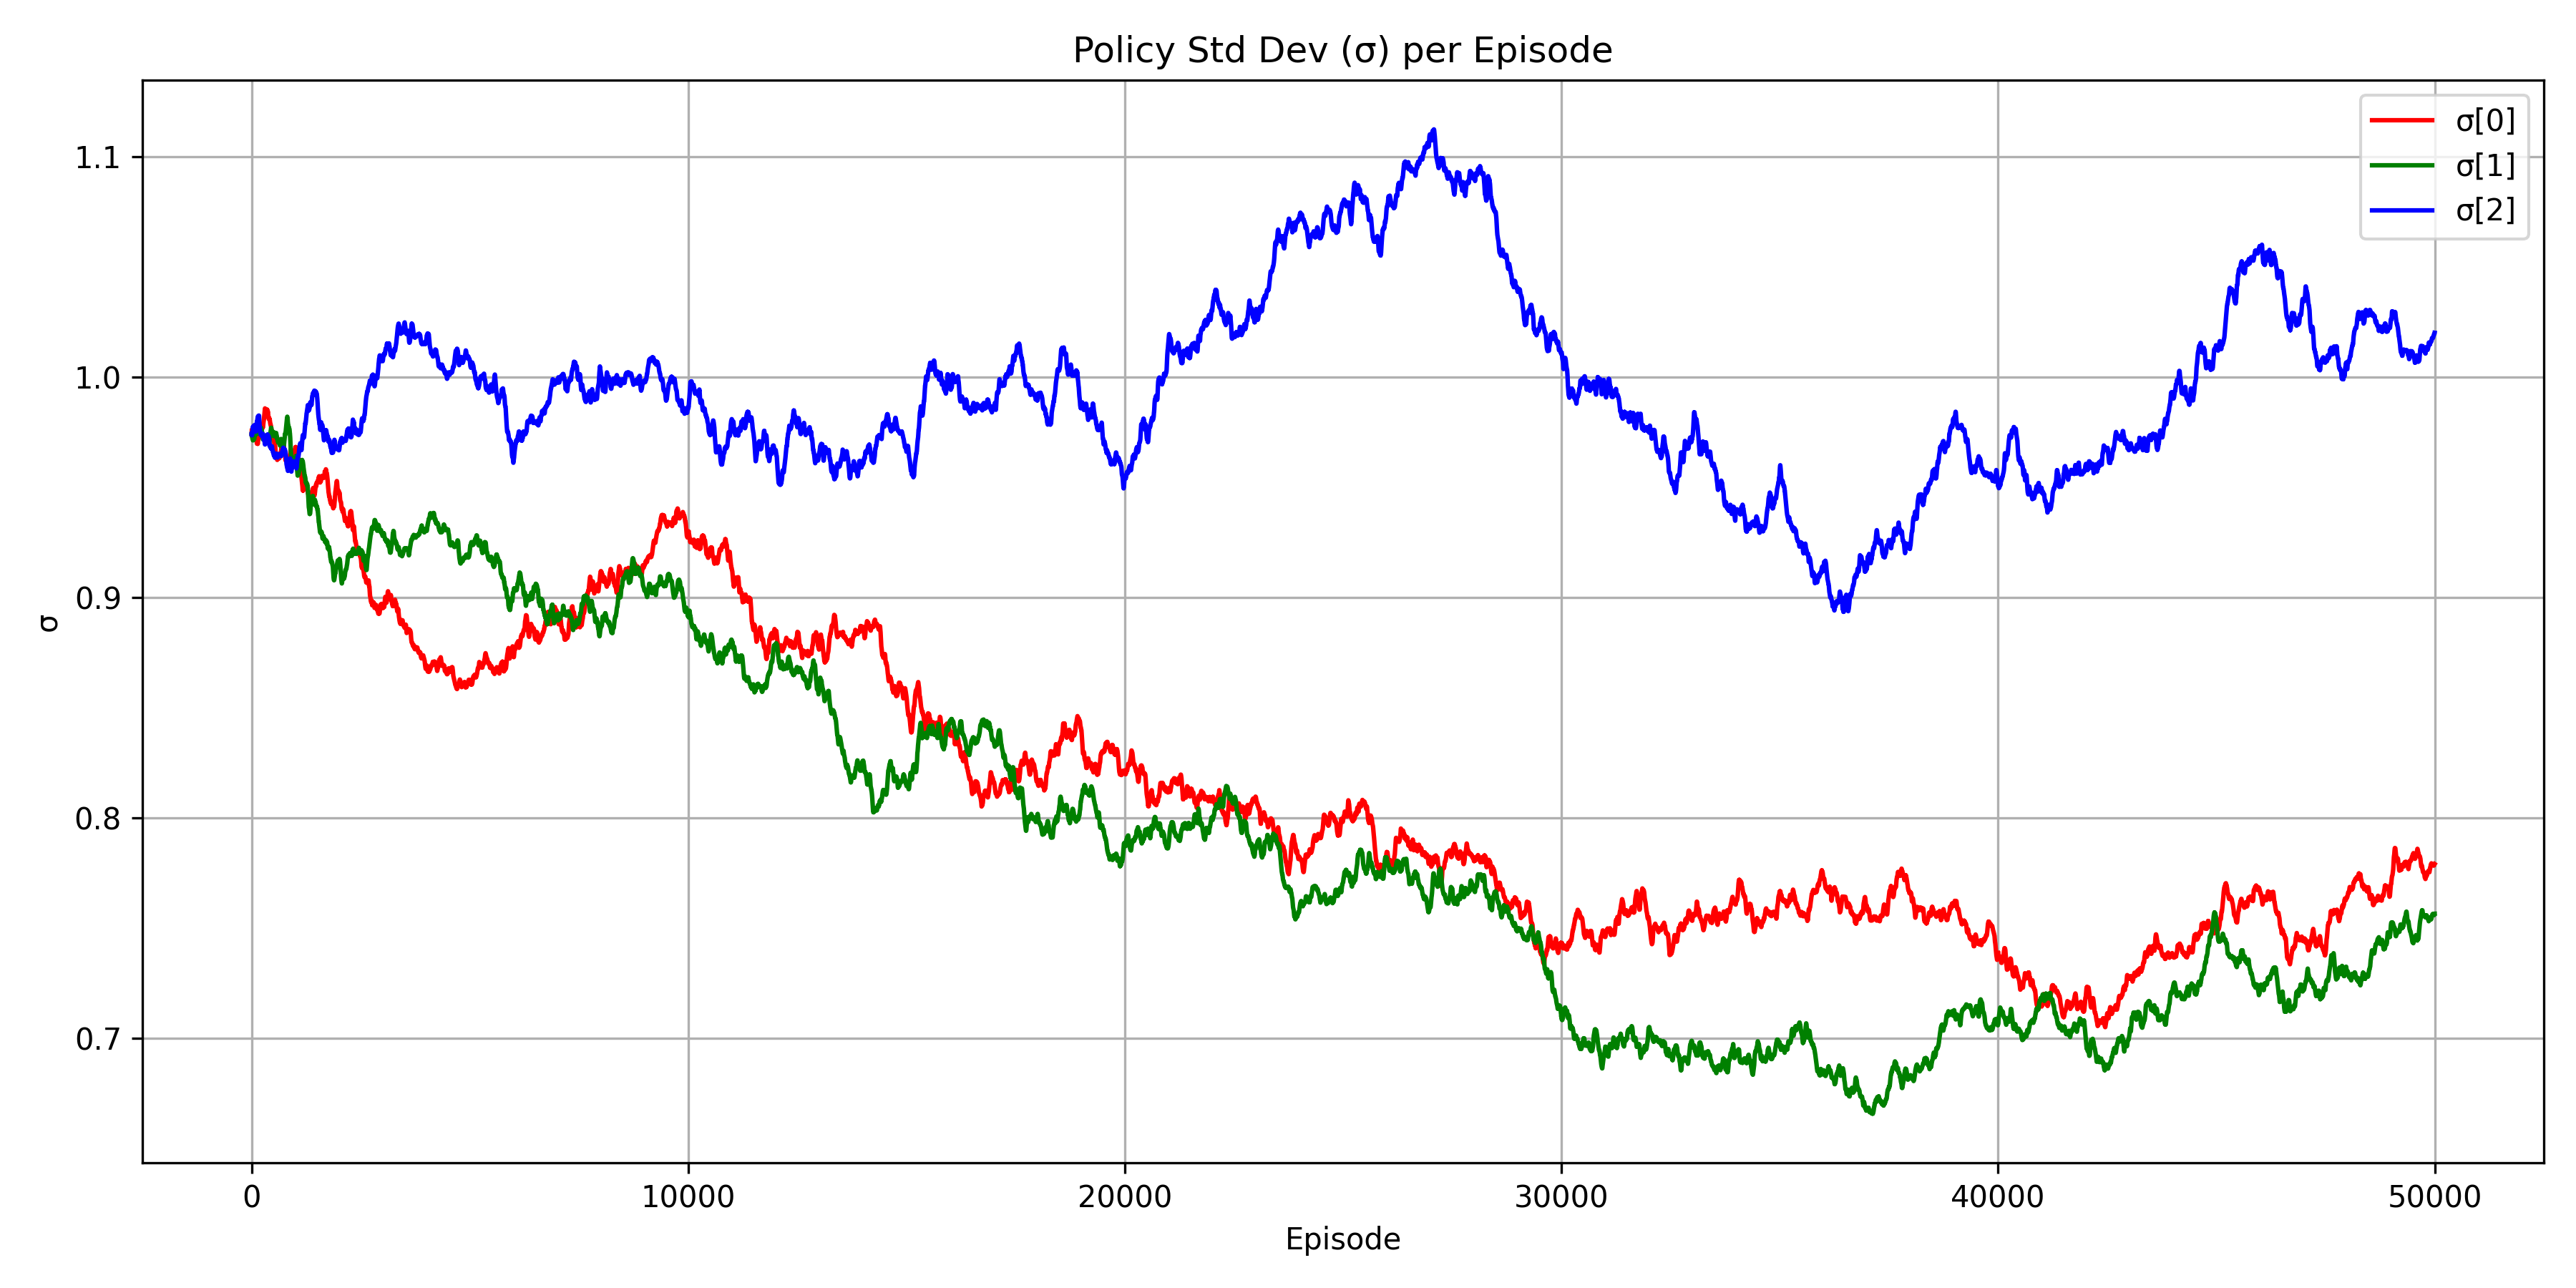 Policy Std Dev (σ) per Episode
σ[0]
σ[1]
σ[2]
1.1
1.0
0.9
0.8
0.7
σ
0 10000 20000 30000 40000 50000
Episode